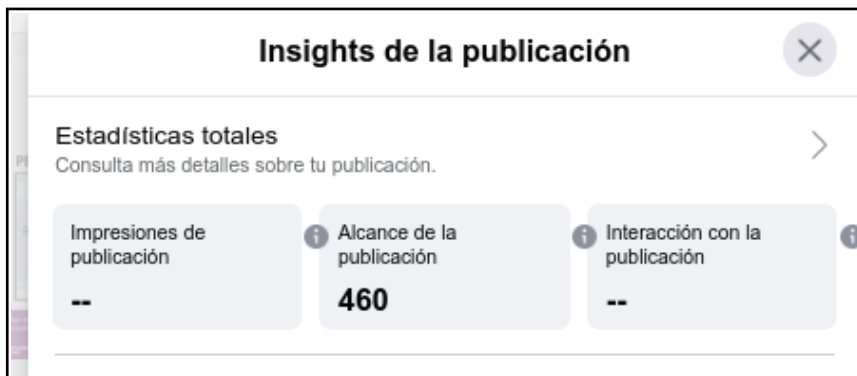 Insights de la publicación
Estadísticas totales
Consulta más detalles sobre tu publicación.
Impresiones de
publicación
--
Alcance de la
publicación
460
Interacción con la
publicación
--